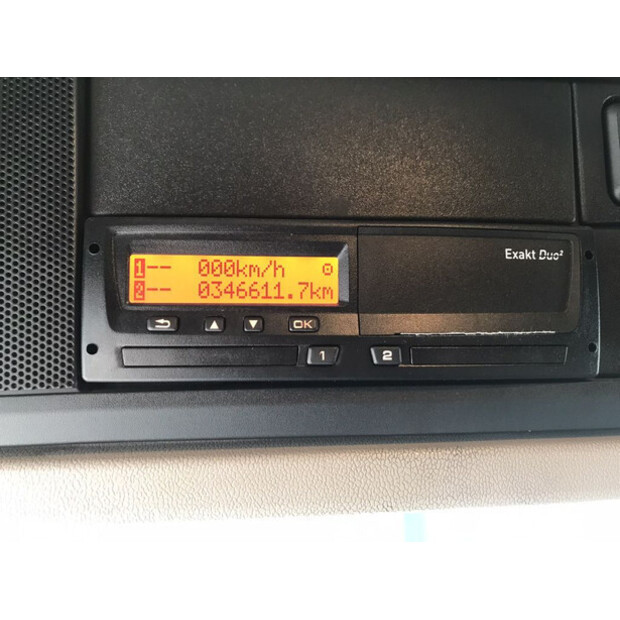 Exakt Duo²
1-- 000km/h
2-- 0346611.7km
OK
1 2